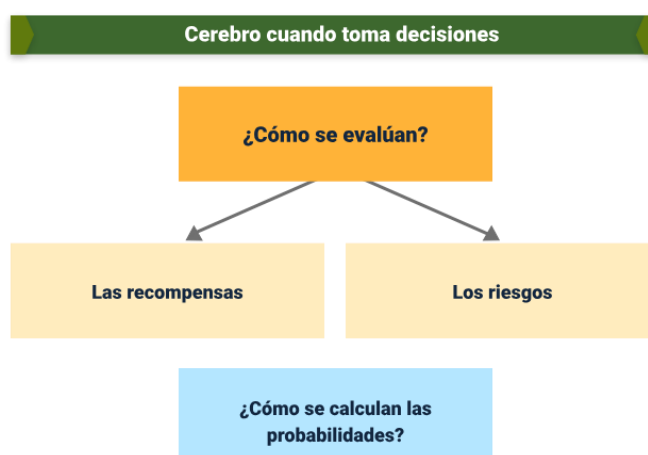 Cerebro cuando toma decisiones
¿Cómo se evalúan?
Las recompensas
Los riesgos
¿Cómo se calculan las
probabilidades?